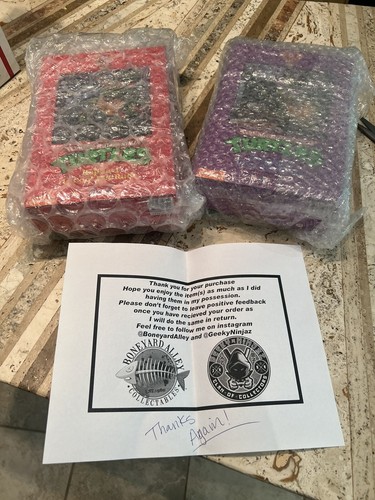 TURTLES
TURTLES
Thank you for your purchase
Hope you enjoy the item(s) as much as I did
having them in my possession.
Please don't forget to leave positive feedback
once you have recieved your order as
I will do the same in return.
Feel free to follow me on instagram
@BoneyardAlley and @GeekyNinjaz
BONEYARD ALLEY
COLLECTABLES
CLAN OF COLLECTORS
Thanks
Again!